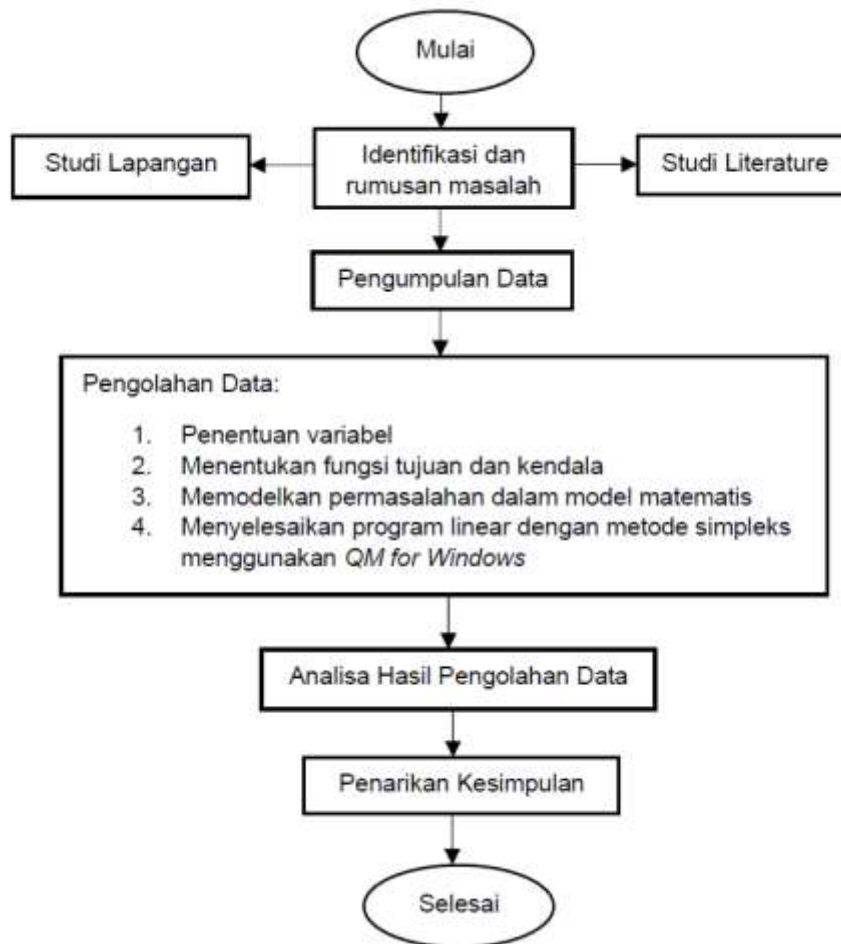 Mulai
Studi Lapangan
Identifikasi dan
rumusan masalah
Studi Literature
Pengumpulan Data
Pengolahan Data:
1. Penentuan variabel
2. Menentukan fungsi tujuan dan kendala
3. Memodelkan permasalahan dalam model matematis
4. Menyelesaikan program linear dengan metode simpleks
menggunakan QM for Windows
Analisa Hasil Pengolahan Data
Penarikan Kesimpulan
Selesai